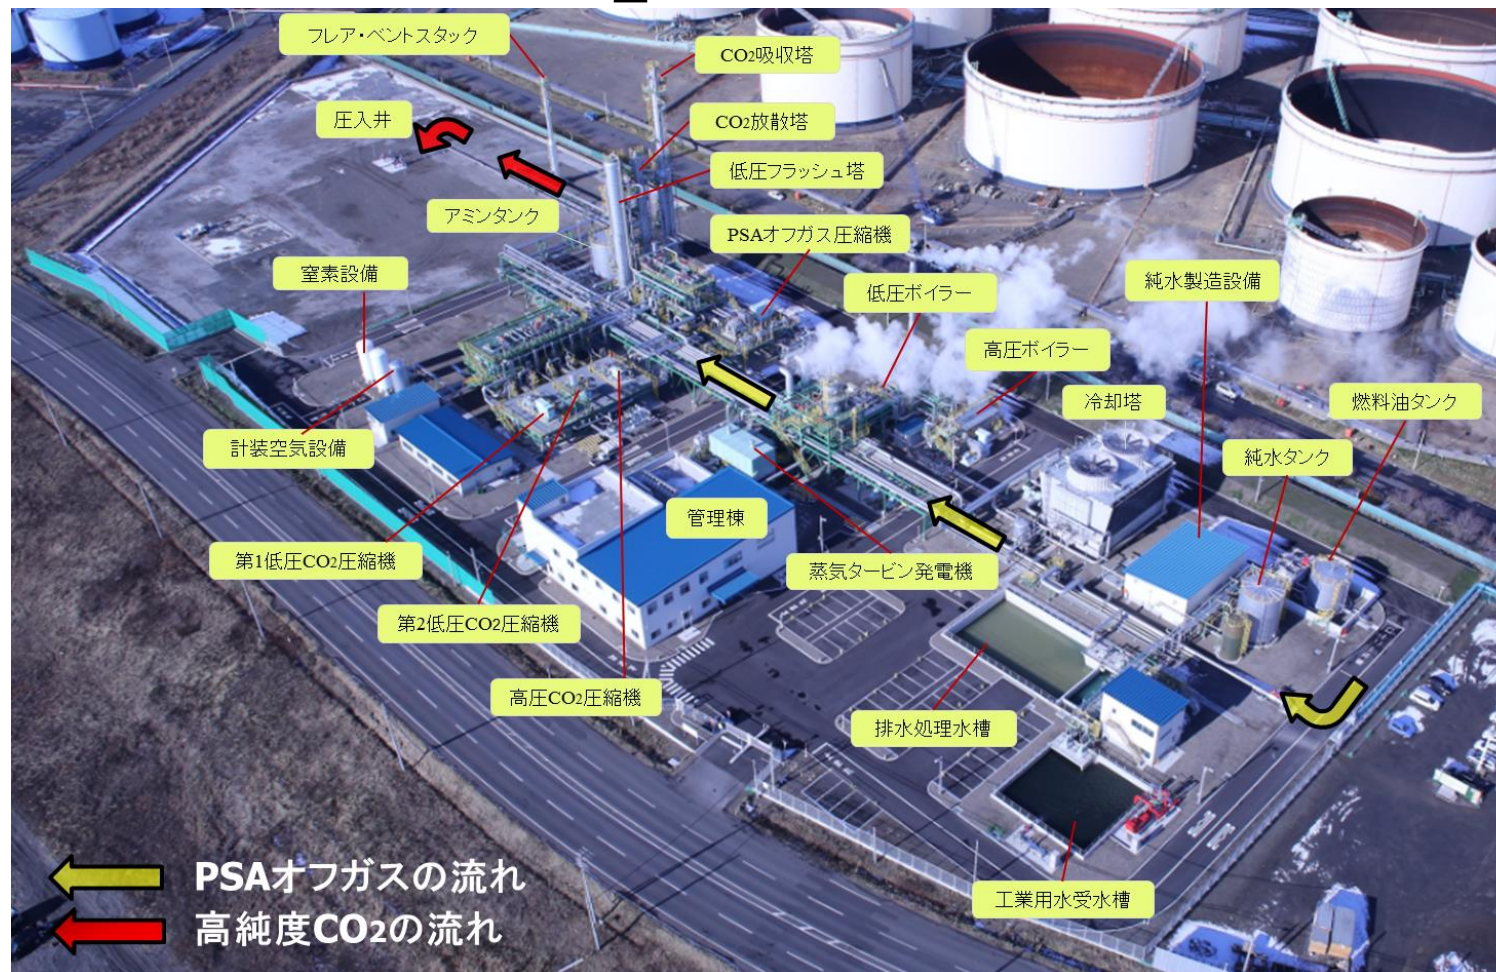 フレア・ベントスタック
CO2吸収塔
圧入井
CO2放散塔
低圧フラッシュ塔
アミンタンク
PSAオフガス圧縮機
窒素設備
低圧ボイラー
純水製造設備
高圧ボイラー
冷却塔
燃料油タンク
計装空気設備
純水タンク
管理棟
第1低圧CO2圧縮機
蒸気タービン発電機
第2低圧CO2圧縮機
高圧CO2圧縮機
排水処理水槽
PSAオフガスの流れ
工業用水受水槽
高純度CO2の流れ